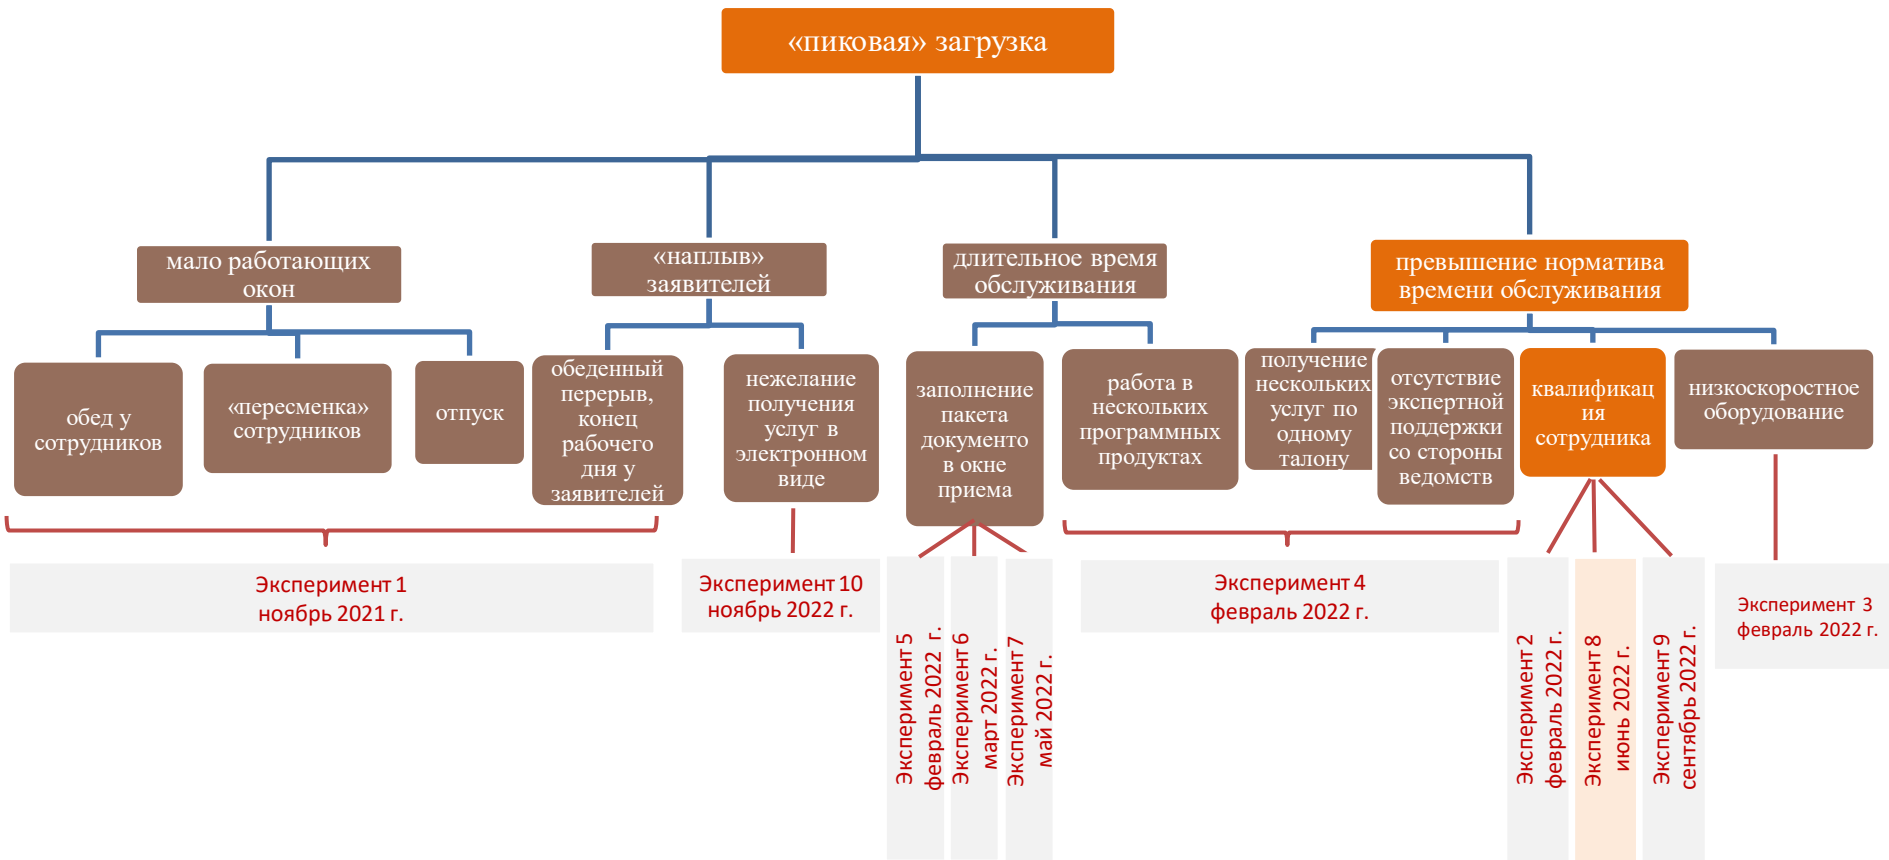 «пиковая» загрузка
мало работающих
окон
«наплыв»
заявителей
длительное время
обслуживания
превышение норматива
времени обслуживания
обед у
сотрудников
«пересменка»
сотрудников
отпуск
обеденный
перерыв,
конец
рабочего
дня у
заявителей
нежелание
получения
услуг в
электронном
виде
заполнение
пакета
документо
в окне
приема
работа в
нескольких
программных
продуктах
получение
нескольких
услуг по
одному
талону
отсутствие
экспертной
поддержки
со стороны
ведомств
квалификац
ия
сотрудника
низкоскоростное
оборудование
Эксперимент 1
ноябрь 2021 г.
Эксперимент 10
ноябрь 2022 г.
Эксперимент 5
февраль 2022 г.
Эксперимент 6
март 2022 г.
Эксперимент 7
май 2022 г.
Эксперимент 4
февраль 2022 г.
Эксперимент 2
февраль 2022 г.
Эксперимент 8
июнь 2022 г.
Эксперимент 9
сентябрь 2022 г.
Эксперимент 3
февраль 2022 г.